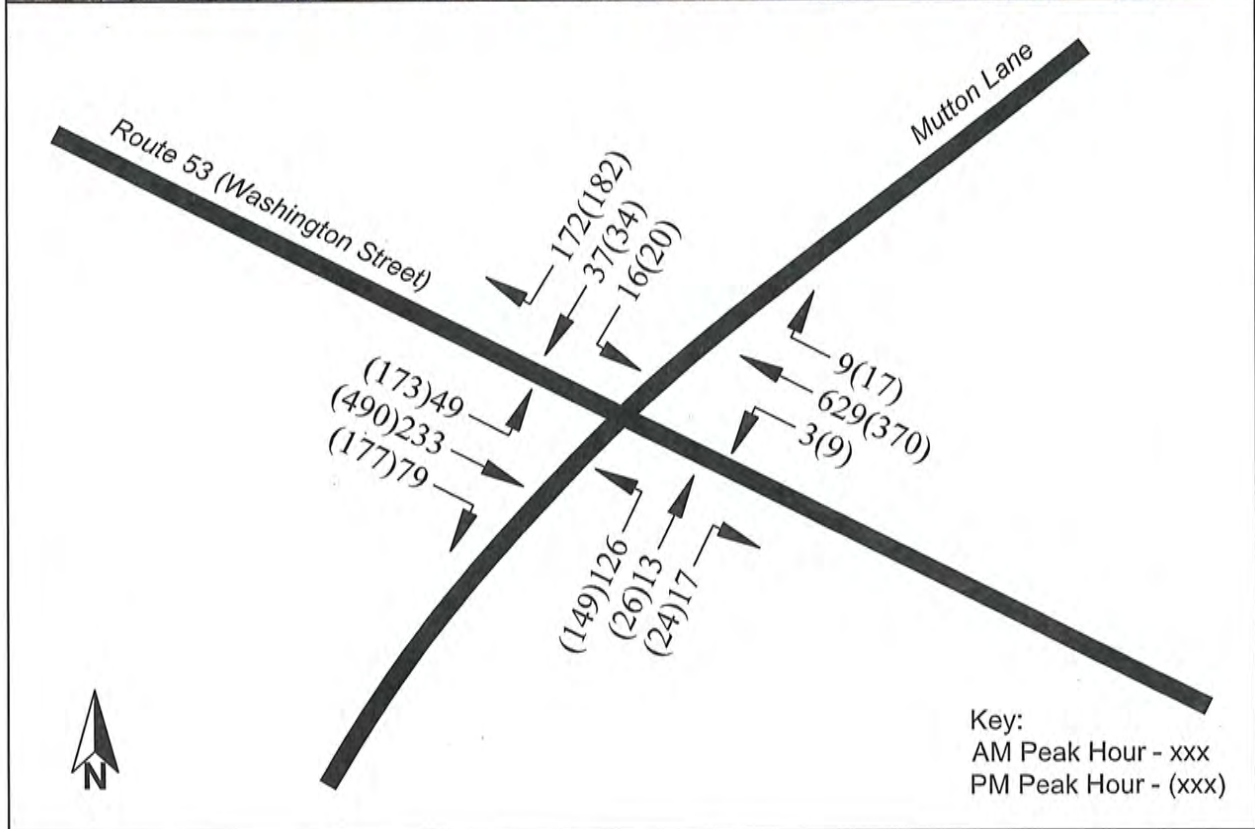 Mutton Lane
Route 53 (Washington Street)
172(182)
37(34)
16(20)
(173)49
(490)233
(177)79
9(17)
629(370)
3(9)
(149)126
(26)13
(24)17
N
Key:
AM Peak Hour - xxx
PM Peak Hour - (xxx)